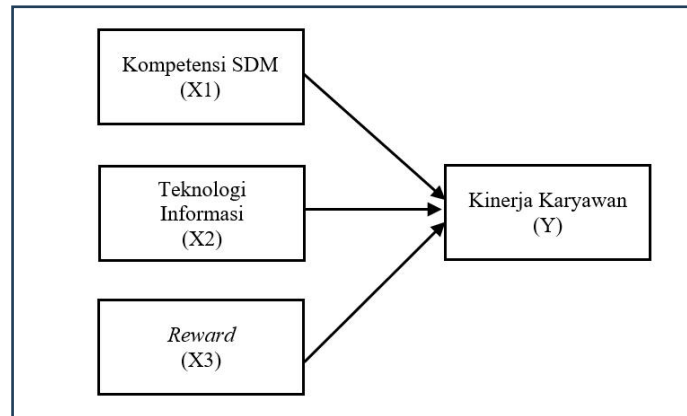 Kompetensi SDM
(X1)
Teknologi
Informasi
(X2)
Reward
(X3)
Kinerja Karyawan
(Y)